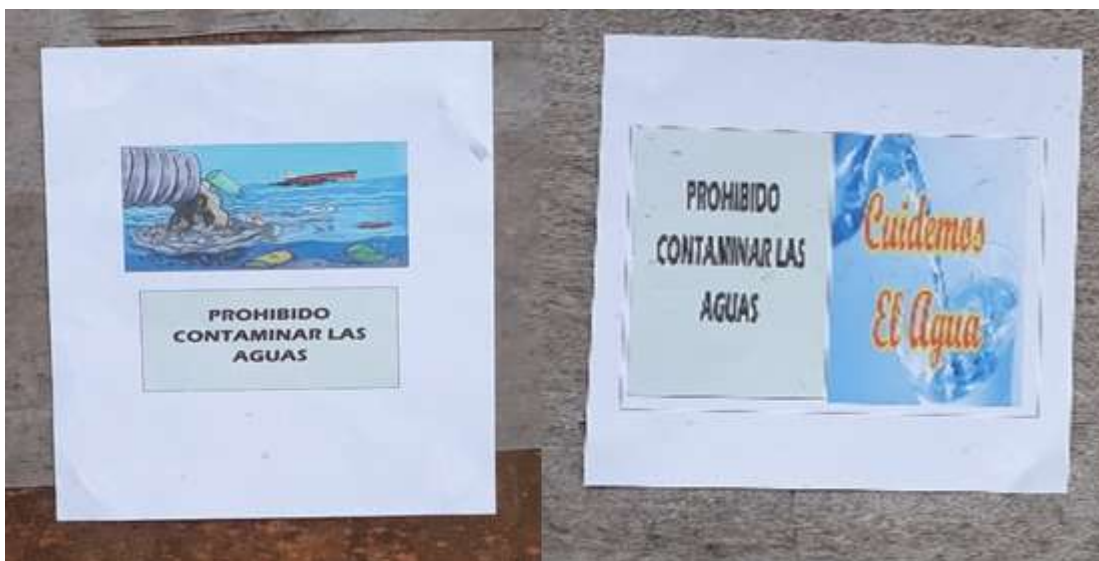 PROHIBIDO
CONTAMINAR LAS
AGUAS
PROHIBIDO
CONTAMINAR LAS
AGUAS
Cuidemos
El Agua